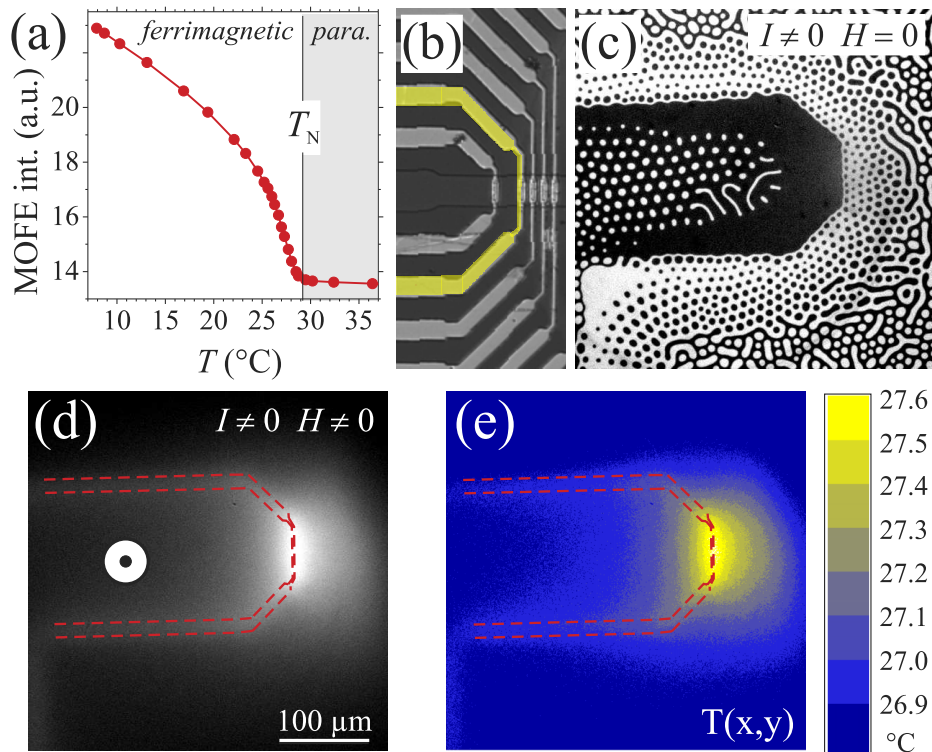 (a)
ferrimagnetic
para.
T_N
MOFE int. (a.u.)
22
20
18
16
14
10
15
20
25
30
35
T (°C)
(b)
(c)
I ≠ 0 H = 0
(d)
I ≠ 0 H ≠ 0
100 µm
(e)
T(x,y)
27.6
27.5
27.4
27.3
27.2
27.1
27.0
26.9
°C